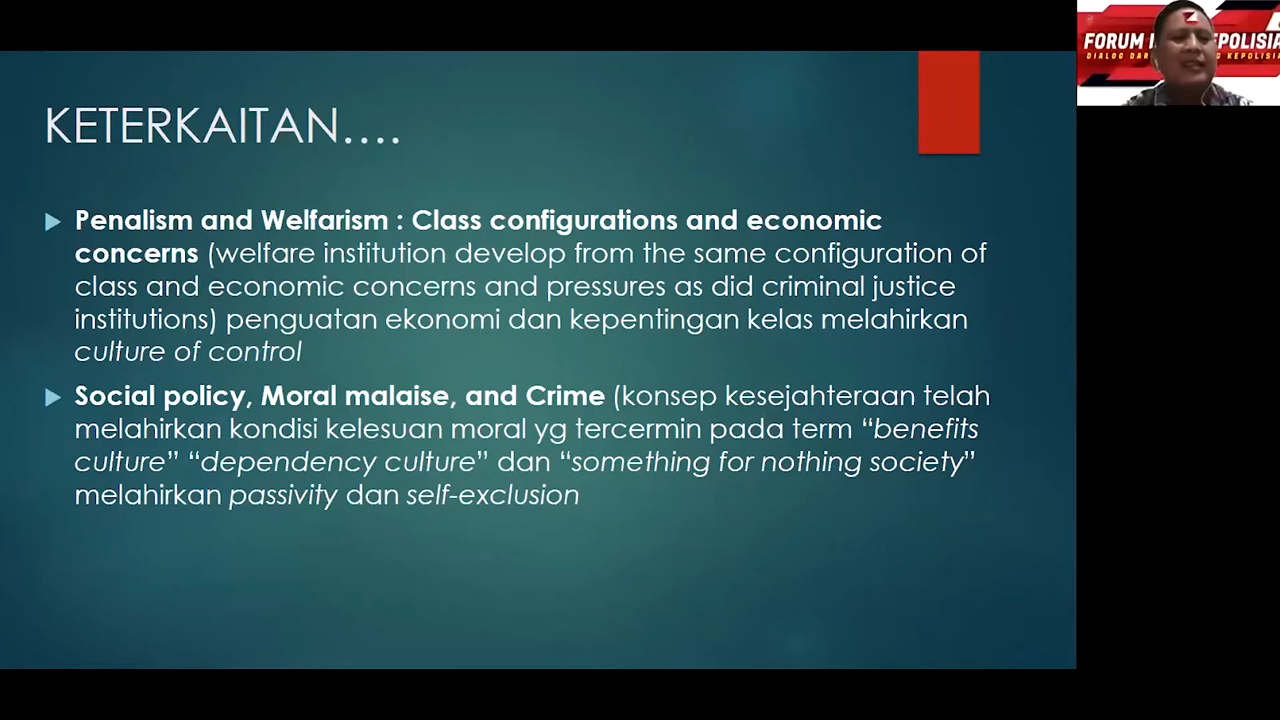 KETERKAITAN....
Penalism and Welfarism : Class configurations and economic
concerns (welfare institution develop from the same configuration of
class and economic concerns and pressures as did criminal justice
institutions) penguatan ekonomi dan kepentingan kelas melahirkan
culture of control
Social policy, Moral malaise, and Crime (konsep kesejahteraan telah
melahirkan kondisi kelesuan moral yg tercermin pada term “benefits
culture” “dependency culture” dan “something for nothing society”
melahirkan passivity dan self-exclusion
FORUM
DIALOG